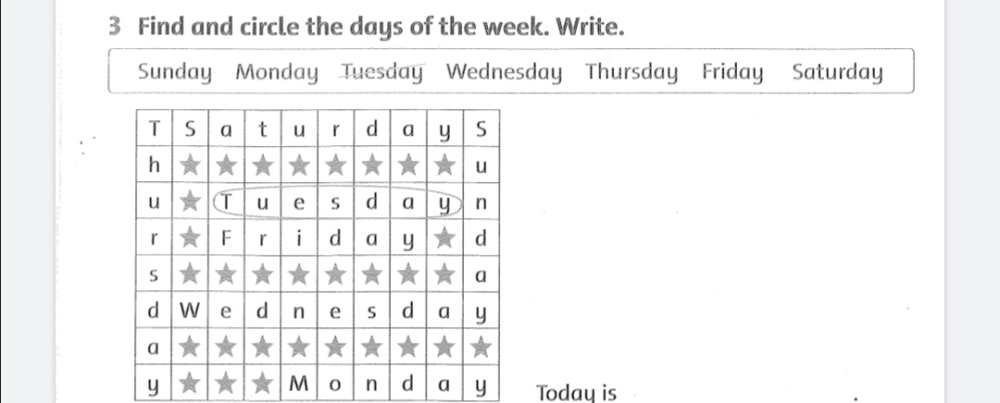 3 Find and circle the days of the week. Write.
Sunday Monday Tuesday Wednesday Thursday Friday Saturday
T S a t u r d a y S
h ★ ★ ★ ★ ★ ★ ★ ★ u
u ★ T u e s d a y n
r ★ F r i d a y ★ d
s ★ ★ ★ ★ ★ ★ ★ ★ a
d W e d n e s d a y
a ★ ★ ★ ★ ★ ★ ★ ★ ★
y ★ ★ ★ M o n d a y
Today is .